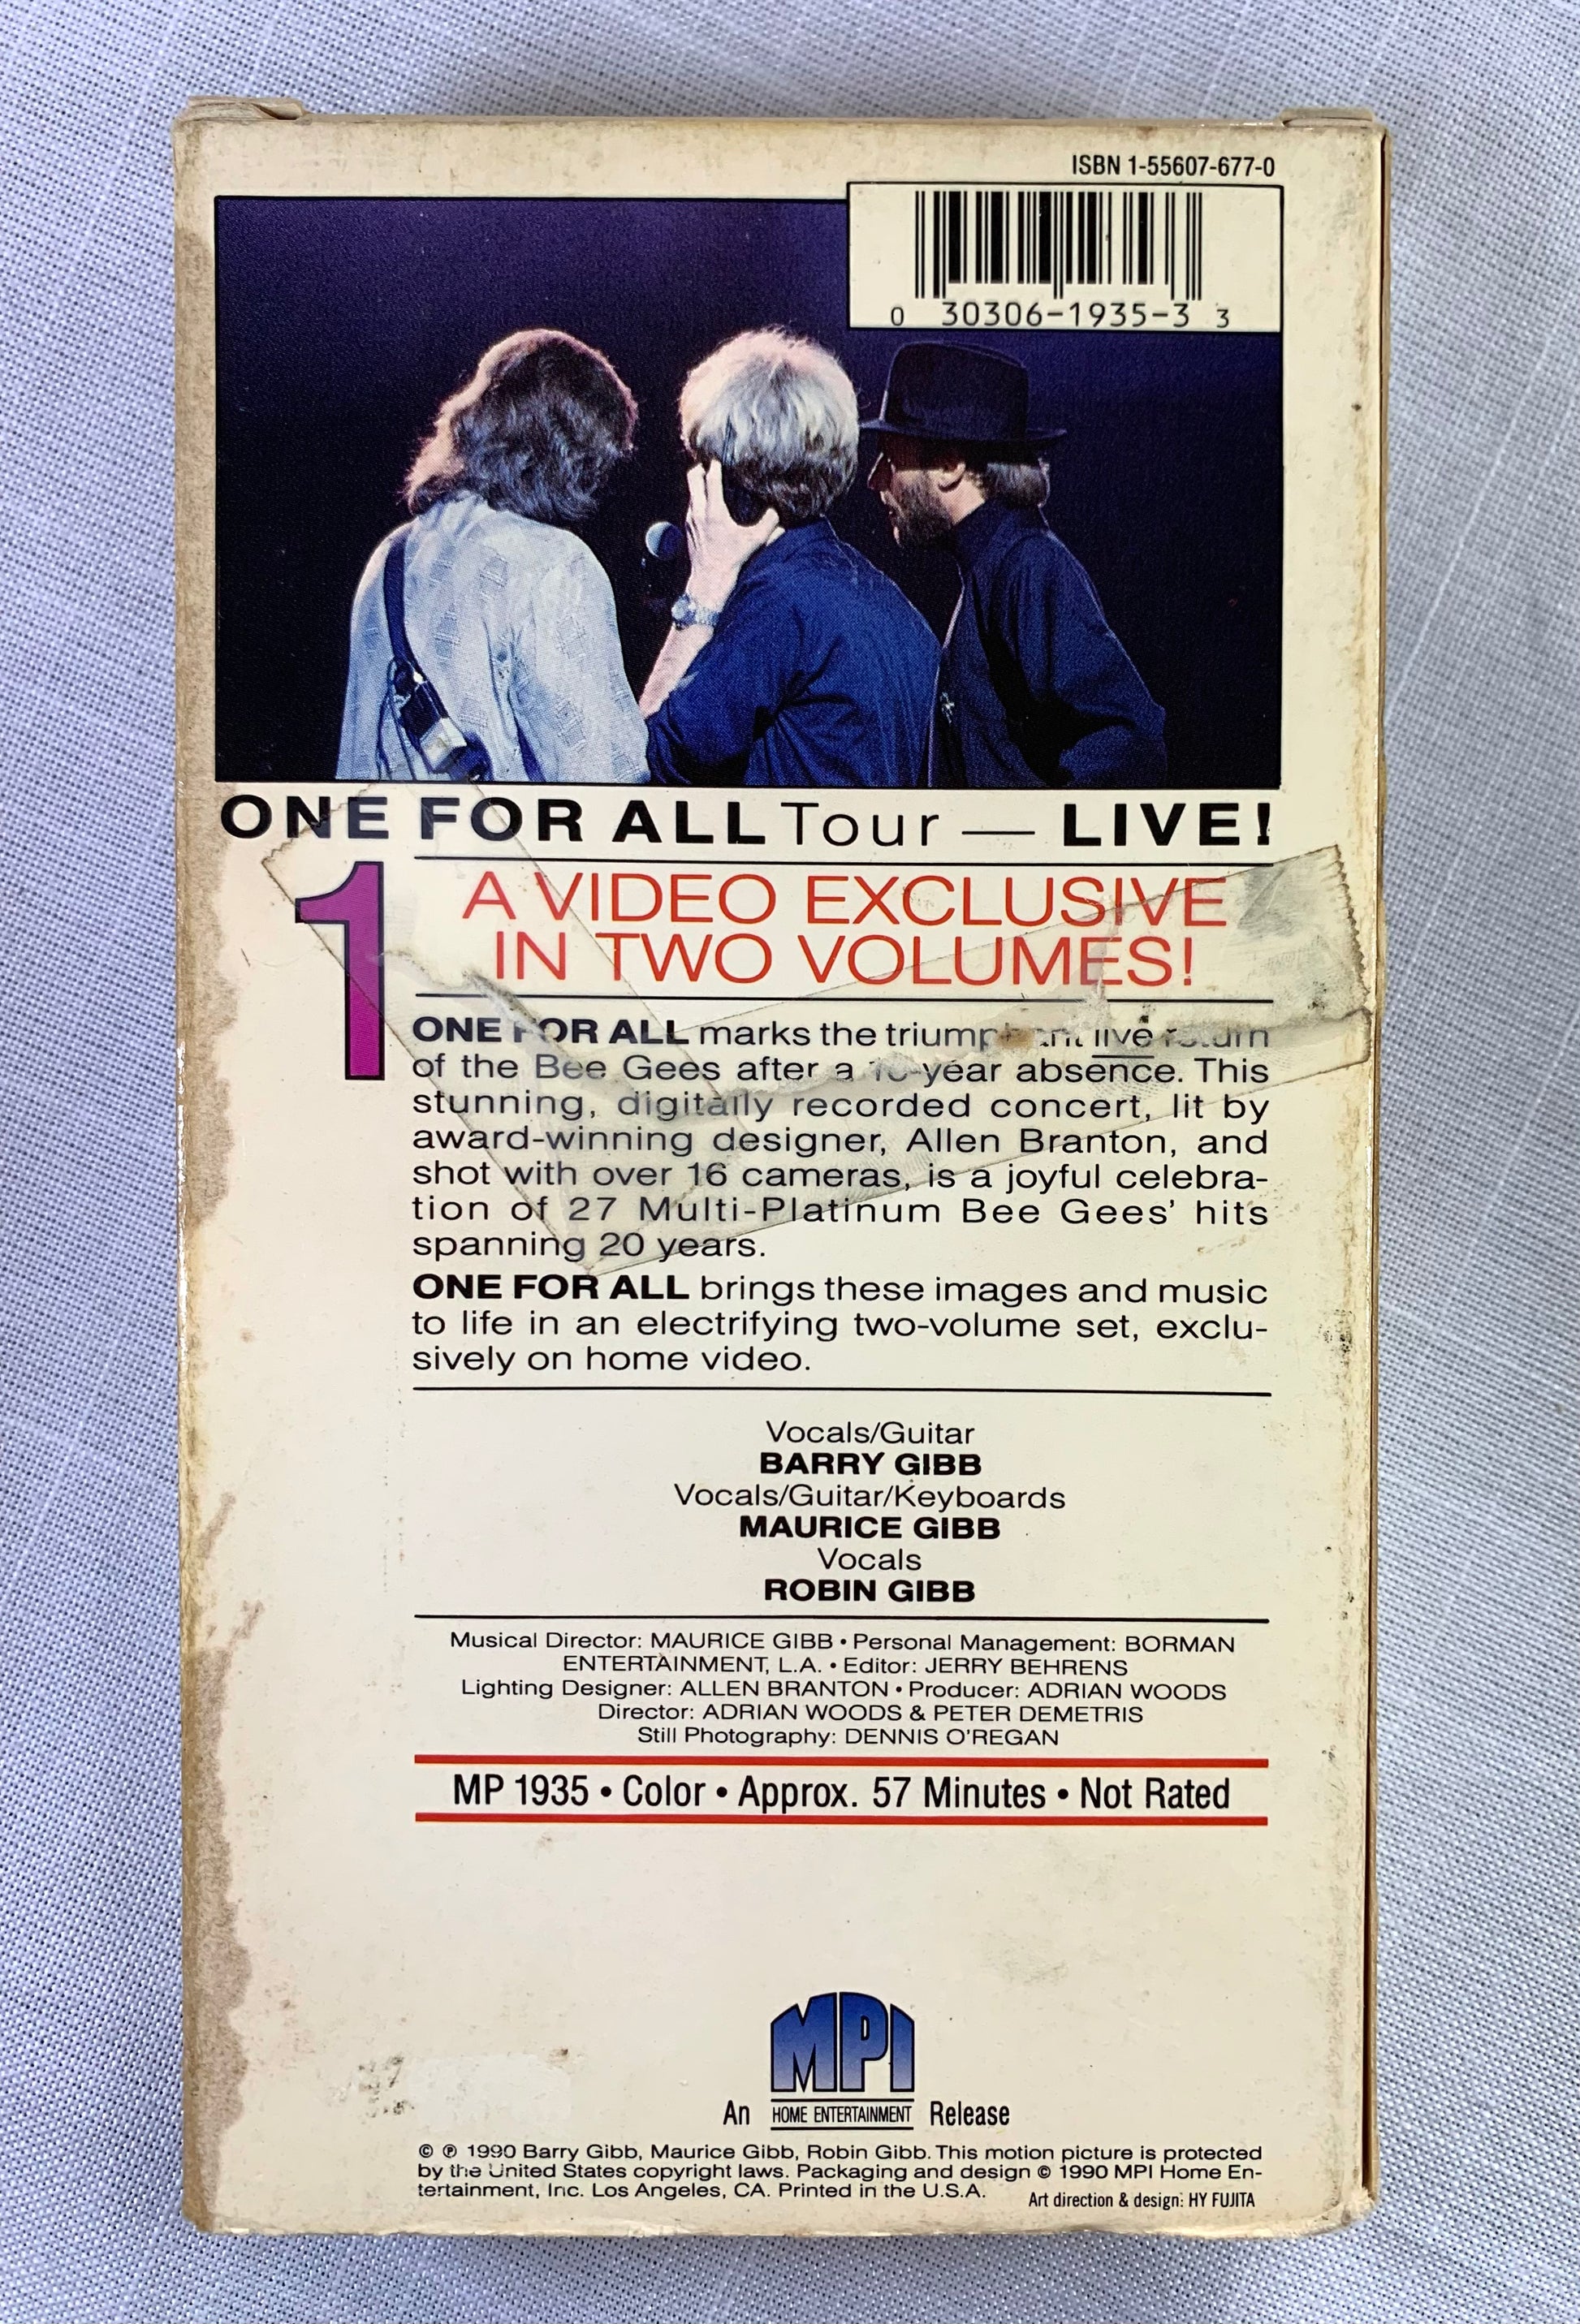 ISBN 1-55607-677-0
0 30306-1935-3 3
ONE FOR ALL Tour — LIVE!
1
A VIDEO EXCLUSIVE
IN TWO VOLUMES!
ONE FOR ALL marks the triumphant live return
of the Bee Gees after a -year absence. This
stunning, digitally recorded concert, lit by
award-winning designer, Allen Branton, and
shot with over 16 cameras, is a joyful celebra-
tion of 27 Multi-Platinum Bee Gees' hits
spanning 20 years.
ONE FOR ALL brings these images and music
to life in an electrifying two-volume set, exclu-
sively on home video.
Vocals/Guitar
BARRY GIBB
Vocals/Guitar/Keyboards
MAURICE GIBB
Vocals
ROBIN GIBB
Musical Director: MAURICE GIBB • Personal Management: BORMAN
ENTERTAINMENT, L.A. • Editor: JERRY BEHRENS
Lighting Designer: ALLEN BRANTON • Producer: ADRIAN WOODS
Director: ADRIAN WOODS & PETER DEMETRIS
Still Photography: DENNIS O'REGAN
MP 1935 • Color • Approx. 57 Minutes • Not Rated
MPI
An HOME ENTERTAINMENT Release
© ℗ 1990 Barry Gibb, Maurice Gibb, Robin Gibb. This motion picture is protected
by the United States copyright laws. Packaging and design © 1990 MPI Home En-
tertainment, Inc. Los Angeles, CA. Printed in the U.S.A.
Art direction & design: HY FUJITA